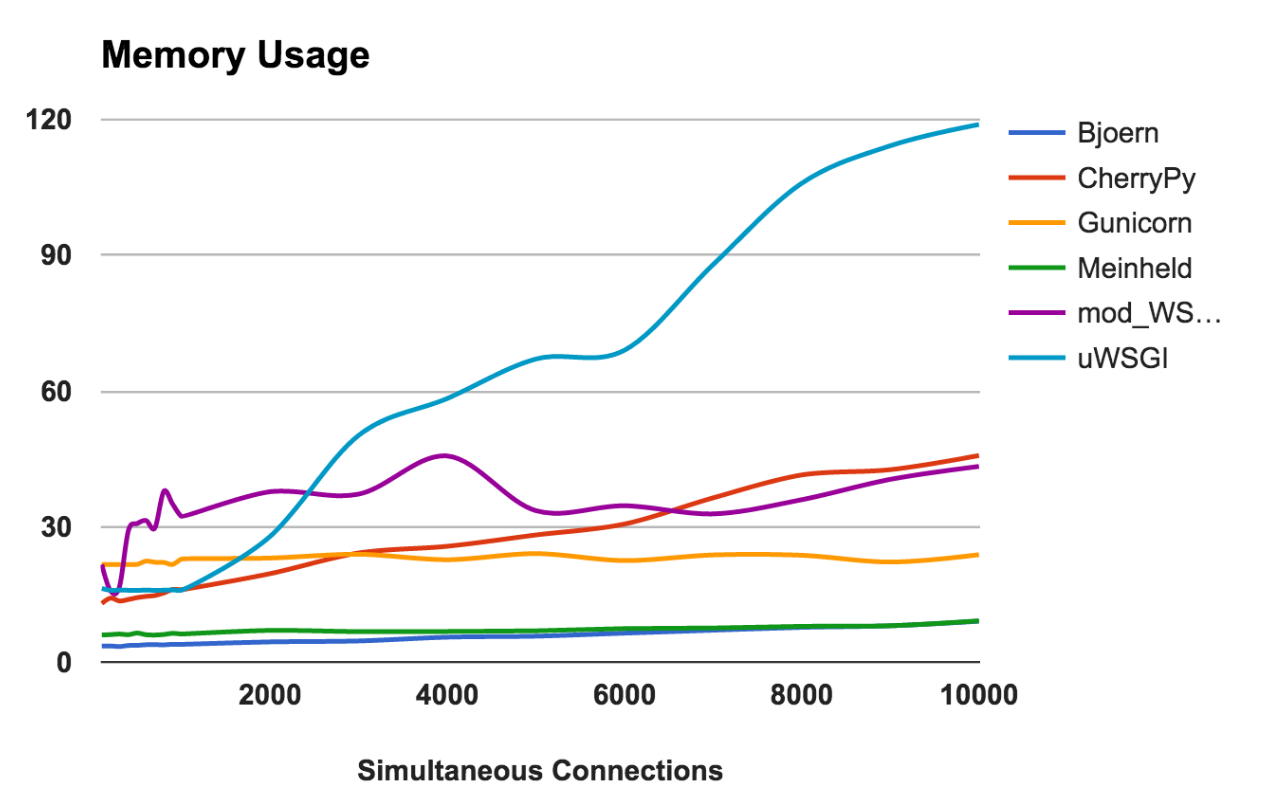 Memory Usage
120
90
60
30
0
Bjoern
CherryPy
Gunicorn
Meinheld
mod_WS...
uWSGI
2000 4000 6000 8000 10000
Simultaneous Connections